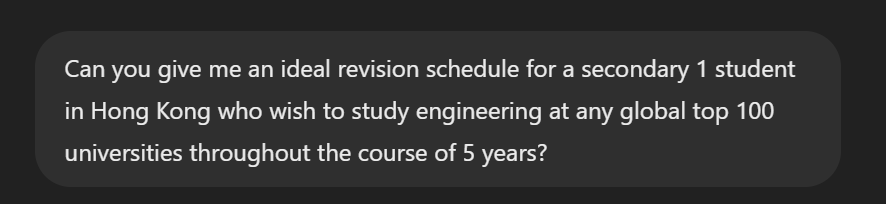 Can you give me an ideal revision schedule for a secondary 1 student
in Hong Kong who wish to study engineering at any global top 100
universities throughout the course of 5 years?